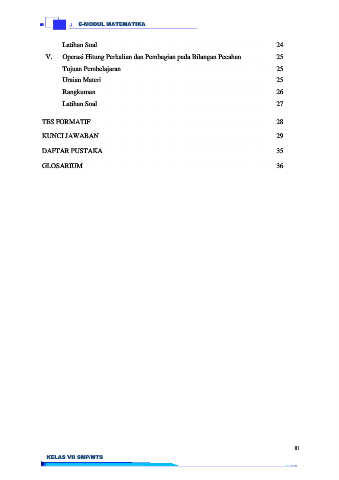 E-MODUL MATEMATIKA
Latihan Soal 24
V. Operasi Hitung Perkalian dan Pembagian pada Bilangan Pecahan 25
Tujuan Pembelajaran 25
Uraian Materi 25
Rangkuman 26
Latihan Soal 27
TES FORMATIF 28
KUNCI JAWABAN 29
DAFTAR PUSTAKA 35
GLOSARIUM 36
KELAS VII SMP/MTS